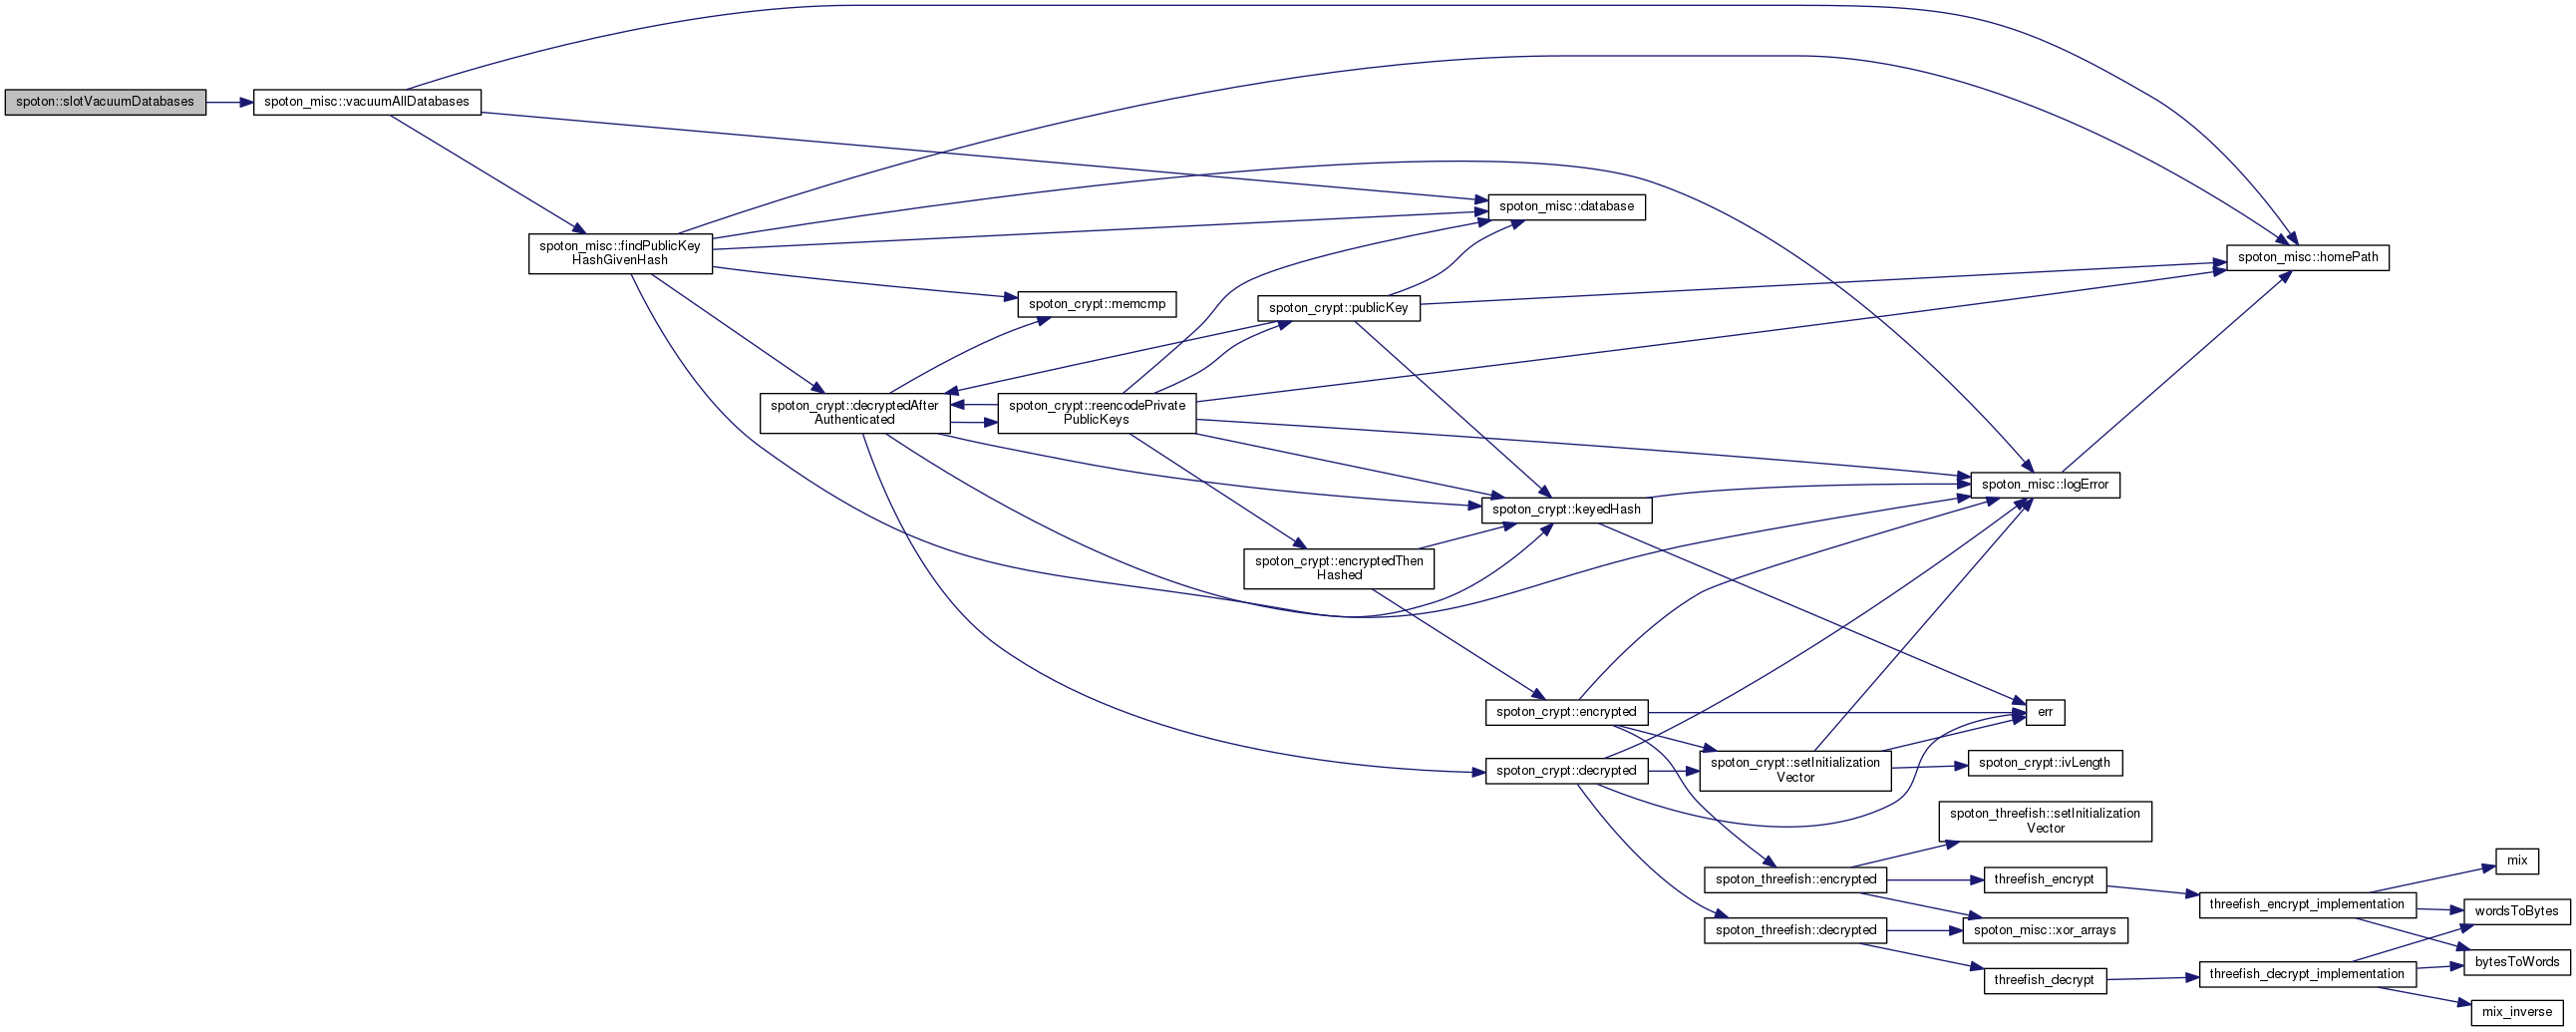 spoton::slotVacuumDatabases
spoton_misc::vacuumAllDatabases
spoton_misc::findPublicKey
HashGivenHash
spoton_misc::database
spoton_misc::homePath
spoton_crypt::memcmp
spoton_crypt::publicKey
spoton_crypt::decryptedAfter
Authenticated
spoton_crypt::reencodePrivate
PublicKeys
spoton_misc::logError
spoton_crypt::keyedHash
spoton_crypt::encryptedThen
Hashed
spoton_crypt::encrypted
err
spoton_crypt::decrypted
spoton_crypt::setInitialization
Vector
spoton_crypt::ivLength
spoton_threefish::setInitialization
Vector
spoton_threefish::encrypted
threefish_encrypt
mix
threefish_encrypt_implementation
wordsToBytes
spoton_threefish::decrypted
spoton_misc::xor_arrays
bytesToWords
threefish_decrypt
threefish_decrypt_implementation
mix_inverse